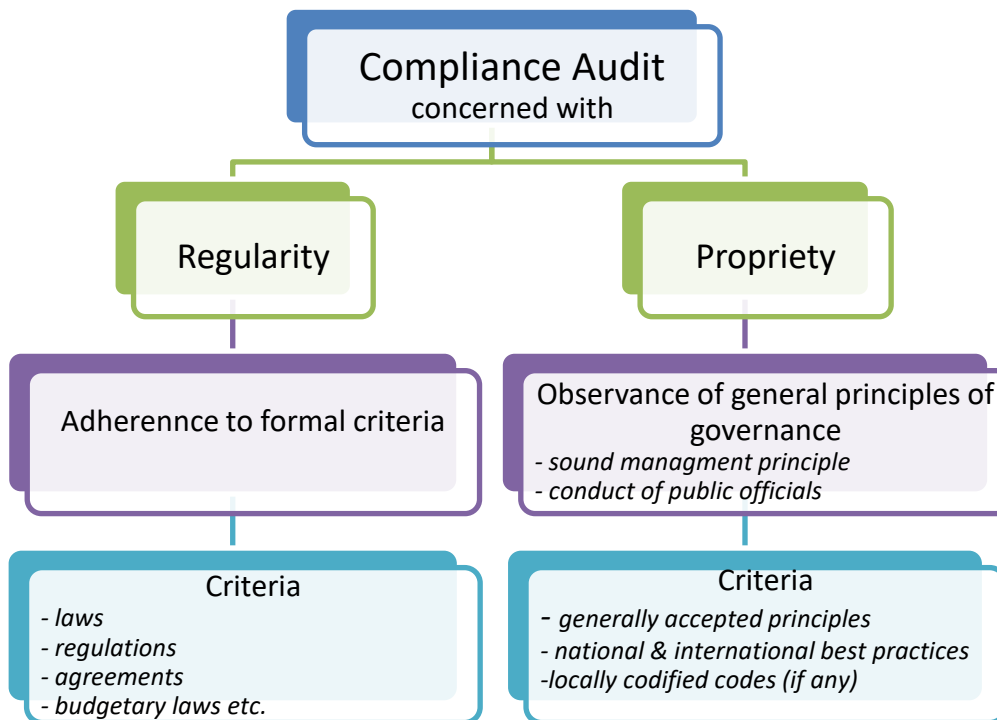 Compliance Audit
concerned with
Regularity
Propriety
Adherennce to formal criteria
Observance of general principles of
governance
- sound managment principle
- conduct of public officials
Criteria
- laws
- regulations
- agreements
- budgetary laws etc.
Criteria
- generally accepted principles
- national & international best practices
-locally codified codes (if any)